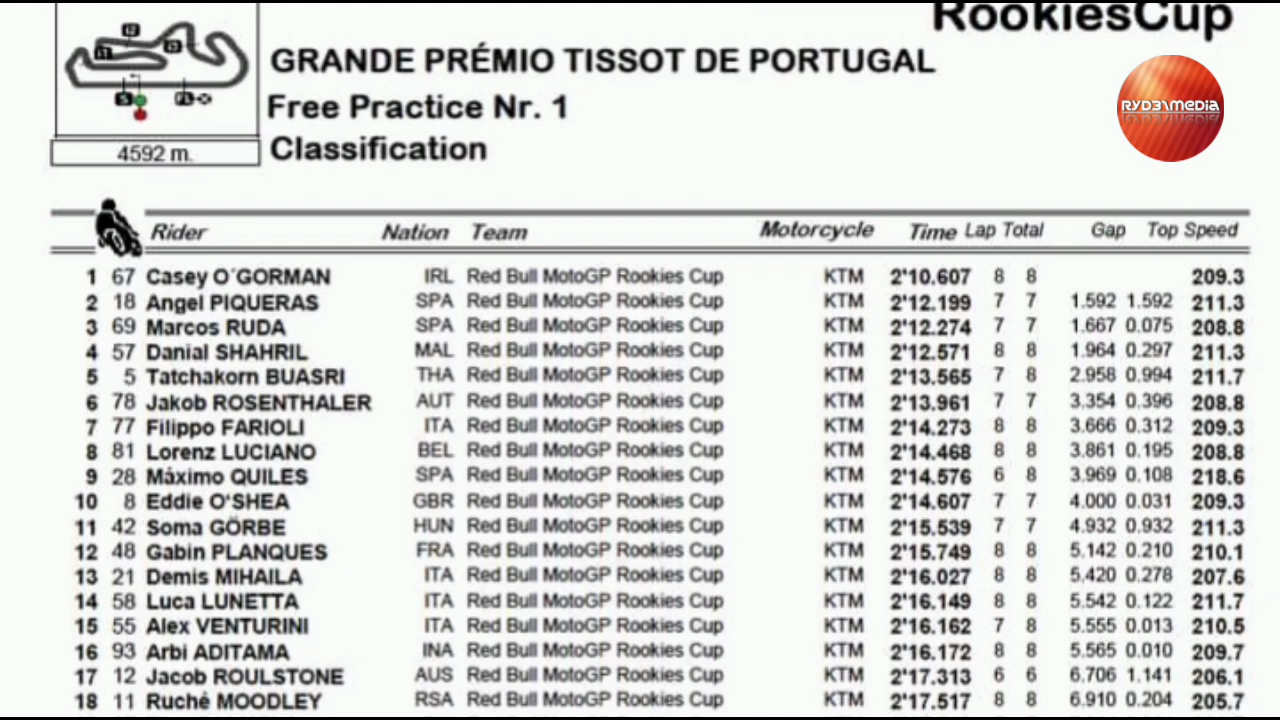 RookiesCup
GRANDE PRÉMIO TISSOT DE PORTUGAL
RYD3\MEDIA
Free Practice Nr. 1
Classification
4592 m.
Rider Nation Team Motorcycle Time Lap Total Gap Top Speed
1 67 Casey O´GORMAN IRL Red Bull MotoGP Rookies Cup KTM 2'10.607 8 8 209.3
2 18 Angel PIQUERAS SPA Red Bull MotoGP Rookies Cup KTM 2'12.199 7 7 1.592 1.592 211.3
3 69 Marcos RUDA SPA Red Bull MotoGP Rookies Cup KTM 2'12.274 7 7 1.667 0.075 208.8
4 57 Danial SHAHRIL MAL Red Bull MotoGP Rookies Cup KTM 2'12.571 8 8 1.964 0.297 211.3
5 5 Tatchakorn BUASRI THA Red Bull MotoGP Rookies Cup KTM 2'13.565 7 8 2.958 0.994 211.7
6 78 Jakob ROSENTHALER AUT Red Bull MotoGP Rookies Cup KTM 2'13.961 7 7 3.354 0.396 208.8
7 77 Filippo FARIOLI ITA Red Bull MotoGP Rookies Cup KTM 2'14.273 8 8 3.666 0.312 209.3
8 81 Lorenz LUCIANO BEL Red Bull MotoGP Rookies Cup KTM 2'14.468 8 8 3.861 0.195 208.8
9 28 Máximo QUILES SPA Red Bull MotoGP Rookies Cup KTM 2'14.576 6 8 3.969 0.108 218.6
10 8 Eddie O'SHEA GBR Red Bull MotoGP Rookies Cup KTM 2'14.607 7 7 4.000 0.031 209.3
11 42 Soma GÖRBE HUN Red Bull MotoGP Rookies Cup KTM 2'15.539 7 7 4.932 0.932 211.3
12 48 Gabin PLANQUES FRA Red Bull MotoGP Rookies Cup KTM 2'15.749 8 8 5.142 0.210 210.1
13 21 Demis MIHAILA ITA Red Bull MotoGP Rookies Cup KTM 2'16.027 8 8 5.420 0.278 207.6
14 58 Luca LUNETTA ITA Red Bull MotoGP Rookies Cup KTM 2'16.149 8 8 5.542 0.122 211.7
15 55 Alex VENTURINI ITA Red Bull MotoGP Rookies Cup KTM 2'16.162 7 8 5.555 0.013 210.5
16 93 Arbi ADITAMA INA Red Bull MotoGP Rookies Cup KTM 2'16.172 8 8 5.565 0.010 209.7
17 12 Jacob ROULSTONE AUS Red Bull MotoGP Rookies Cup KTM 2'17.313 6 6 6.706 1.141 206.1
18 11 Ruché MOODLEY RSA Red Bull MotoGP Rookies Cup KTM 2'17.517 8 8 6.910 0.204 205.7